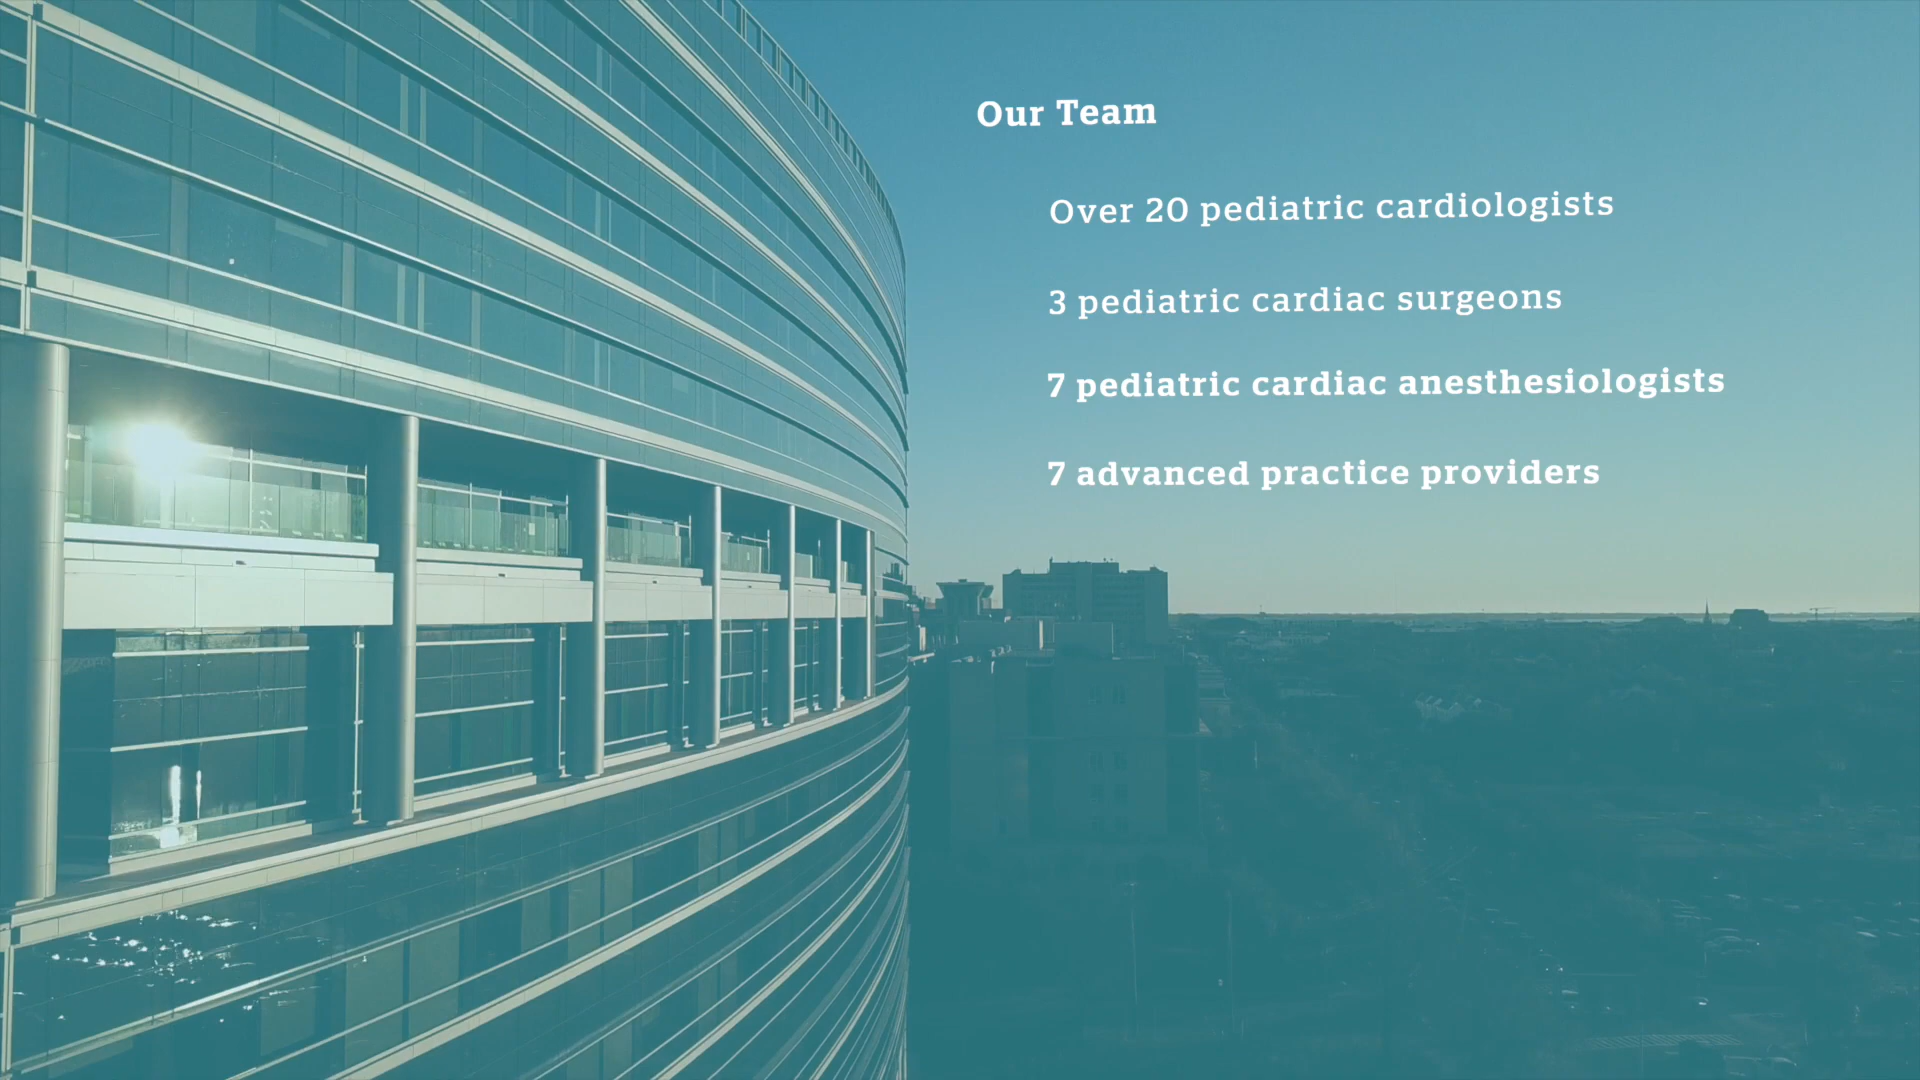 Our Team
Over 20 pediatric cardiologists
3 pediatric cardiac surgeons
7 pediatric cardiac anesthesiologists
7 advanced practice providers